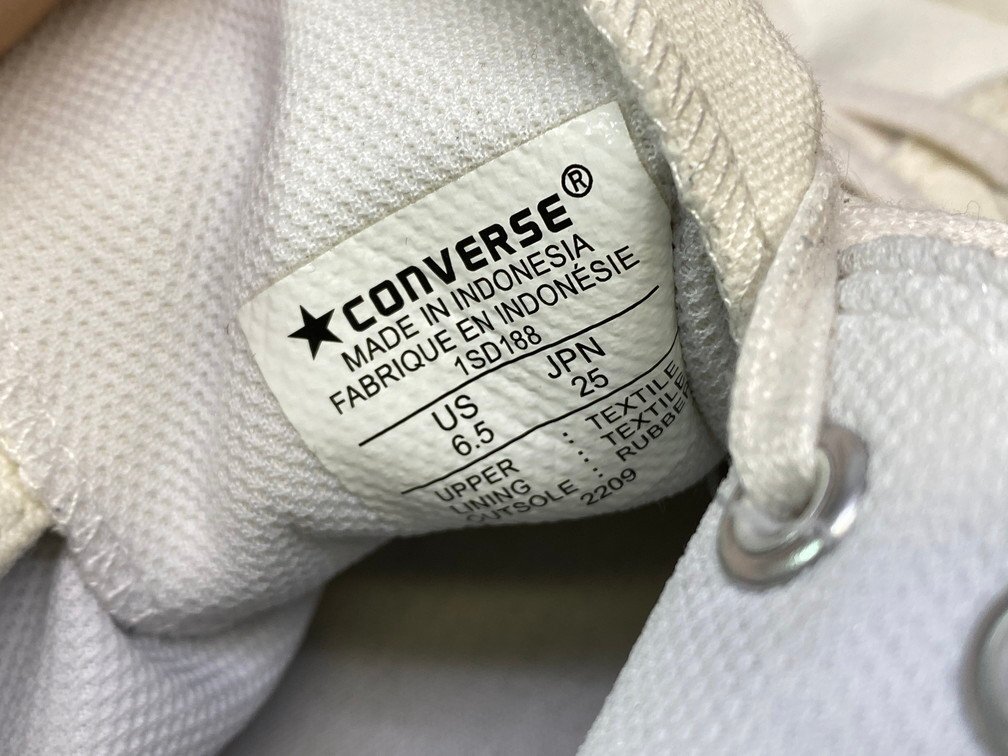 ★CONVERSE®
MADE IN INDONESIA
FABRIQUE EN INDONÉSIE
1SD188
US JPN
6.5 25
UPPER : TEXTILE
LINING : TEXTILE
OUTSOLE : RUBBER
2209